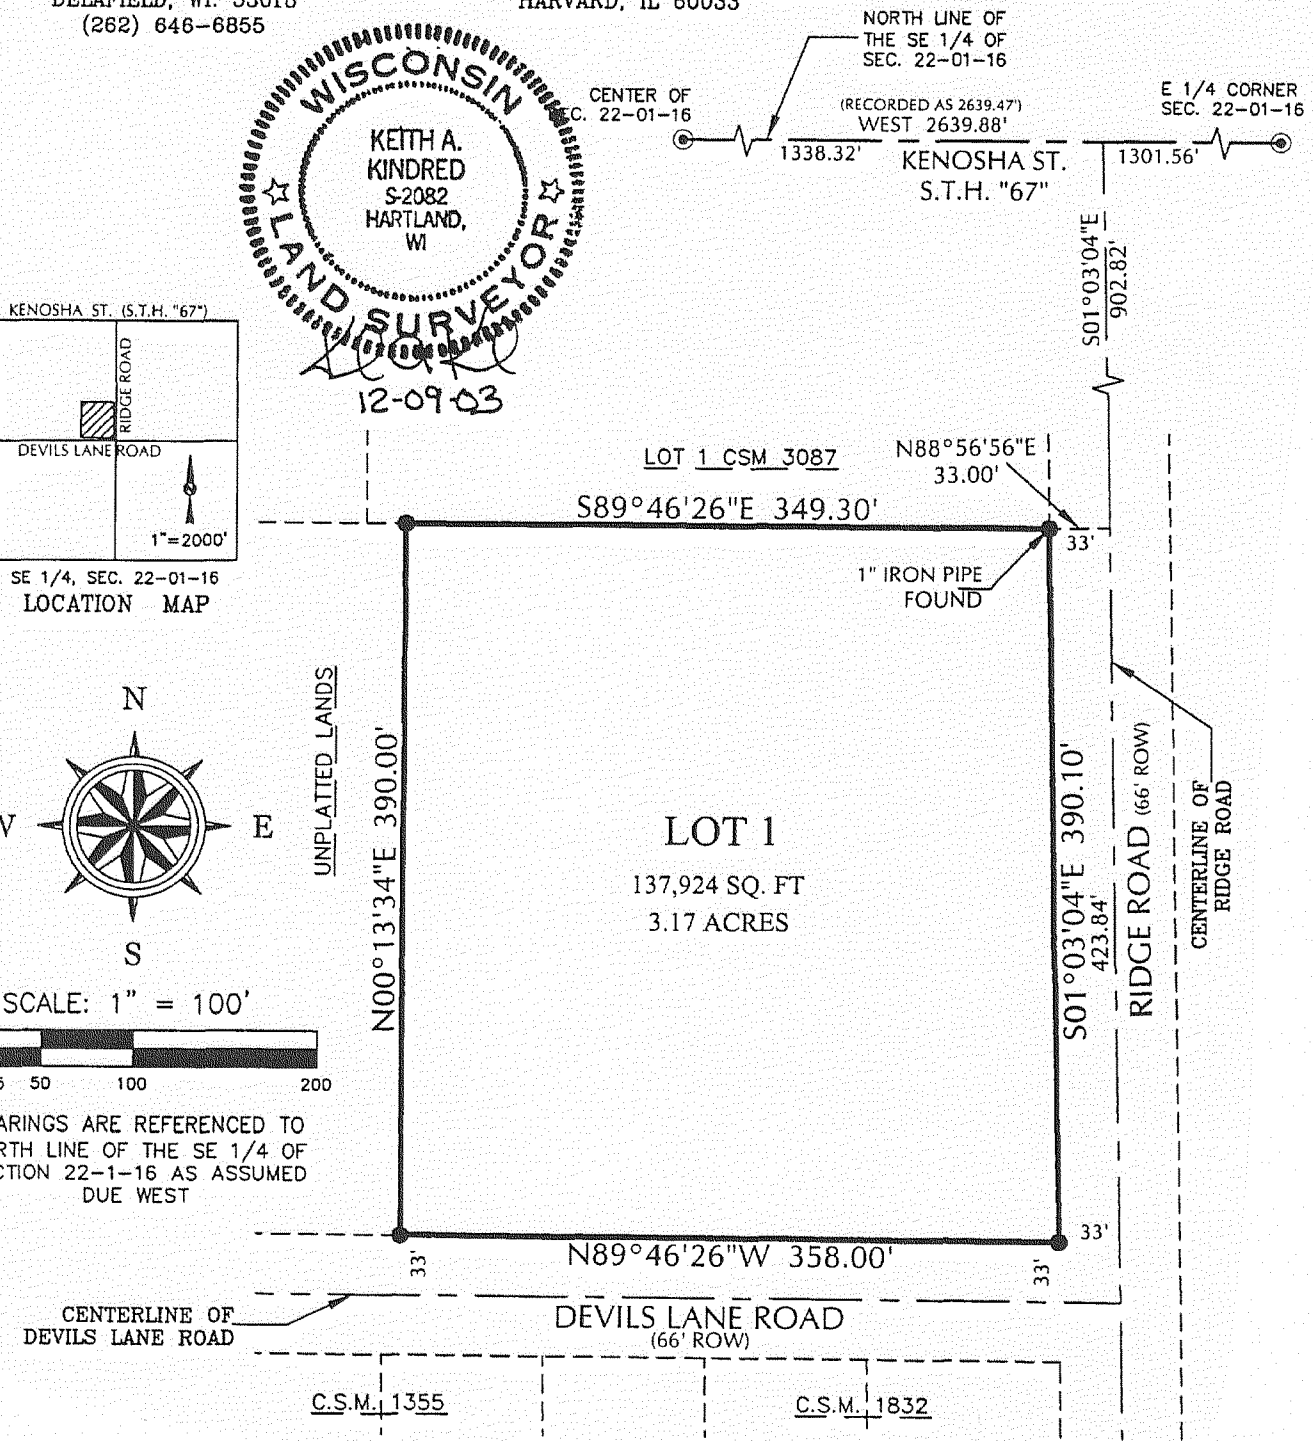 DELAFIELD, WI. 53018
(262) 646-6855
HARVARD, IL 60033
WISCONSIN
LAND SURVEYOR
KEITH A.
KINDRED
S-2082
HARTLAND,
WI
12-09-03
NORTH LINE OF
THE SE 1/4 OF
SEC. 22-01-16
CENTER OF
EC. 22-01-16
(RECORDED AS 2639.47')
WEST 2639.88'
E 1/4 CORNER
SEC. 22-01-16
1338.32'
KENOSHA ST.
S.T.H. "67"
1301.56'
S01°03'04"E
902.82'
KENOSHA ST. (S.T.H. "67")
RIDGE ROAD
DEVILS LANE ROAD
N
1"=2000'
SE 1/4, SEC. 22-01-16
LOCATION MAP
LOT 1 CSM 3087
N88°56'56"E
33.00'
S89°46'26"E 349.30'
33'
1" IRON PIPE
FOUND
N
E
S
UNPLATTED LANDS
N00°13'34"E 390.00'
LOT 1
137,924 SQ. FT
3.17 ACRES
S01°03'04"E 390.10'
423.84'
RIDGE ROAD (66' ROW)
CENTERLINE OF
RIDGE ROAD
SCALE: 1" = 100'
50 100 200
ARINGS ARE REFERENCED TO
RTH LINE OF THE SE 1/4 OF
CTION 22-1-16 AS ASSUMED
DUE WEST
33'
N89°46'26"W 358.00'
33'
33'
CENTERLINE OF
DEVILS LANE ROAD
DEVILS LANE ROAD
(66' ROW)
C.S.M. 1355
C.S.M. 1832